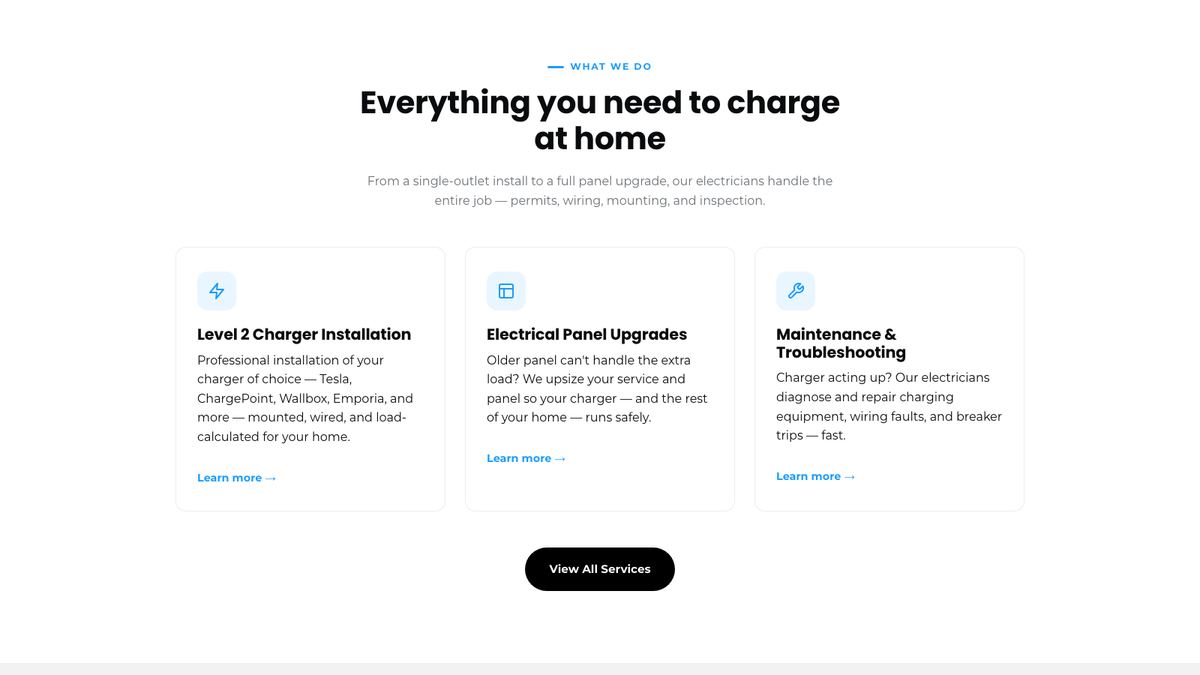 WHAT WE DO
Everything you need to charge
at home
From a single-outlet install to a full panel upgrade, our electricians handle the
entire job — permits, wiring, mounting, and inspection.
Level 2 Charger Installation
Professional installation of your
charger of choice — Tesla,
ChargePoint, Wallbox, Emporia, and
more — mounted, wired, and load-
calculated for your home.
Learn more →
Electrical Panel Upgrades
Older panel can't handle the extra
load? We upsize your service and
panel so your charger — and the rest
of your home — runs safely.
Learn more →
Maintenance &
Troubleshooting
Charger acting up? Our electricians
diagnose and repair charging
equipment, wiring faults, and breaker
trips — fast.
Learn more →
View All Services